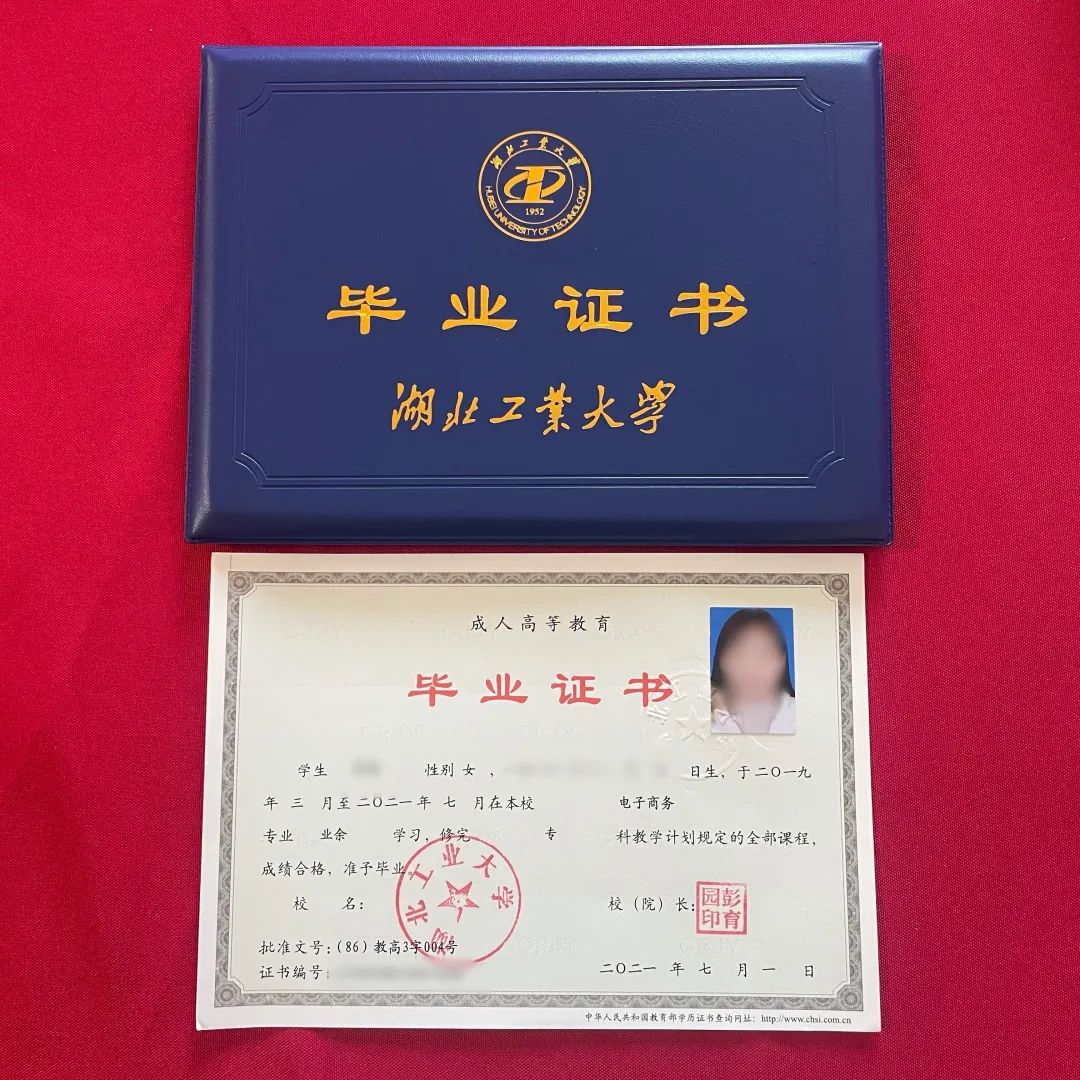 湖北工业大学
1952
HUBEI UNIVERSITY OF TECHNOLOGY
毕业证书
湖北工業大学
成人高等教育
毕业证书
学生 性别 女 , 日生，于二〇一九
年 三 月至二〇二一年 七 月在本校 电子商务
专业 业余 学习，修完 专 科教学计划规定的全部课程，
成绩合格，准予毕业。
校 名： 校（院）长：
湖北工业大学
彭育园印
批准文号：（86）教高3字004号
证书编号： 二〇二一 年 七 月 一 日
中华人民共和国教育部学历证书查询网址：http://www.chsi.com.cn